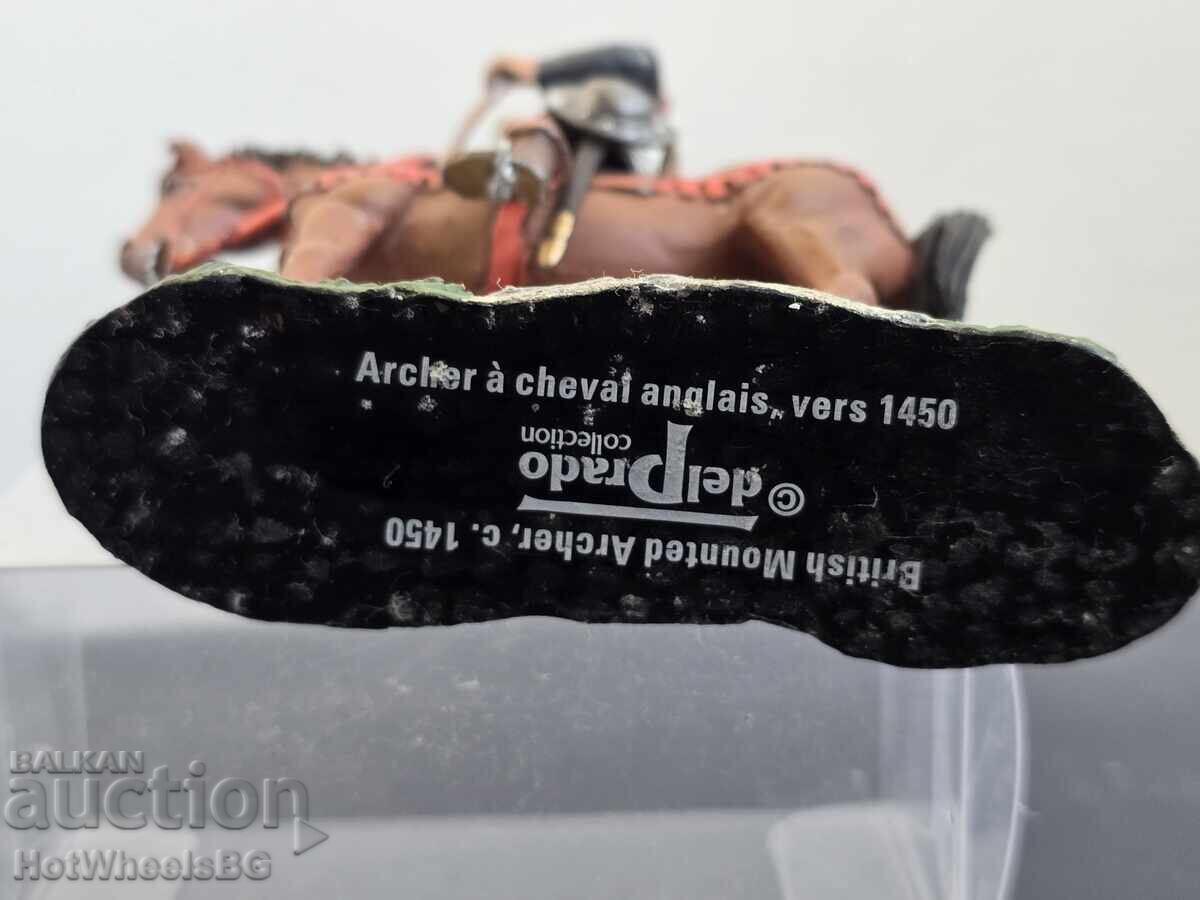 Archer à cheval anglais, vers 1450
© delPrado
collection
British Mounted Archer, c. 1450
BALKAN
auction
HotWheelsBG